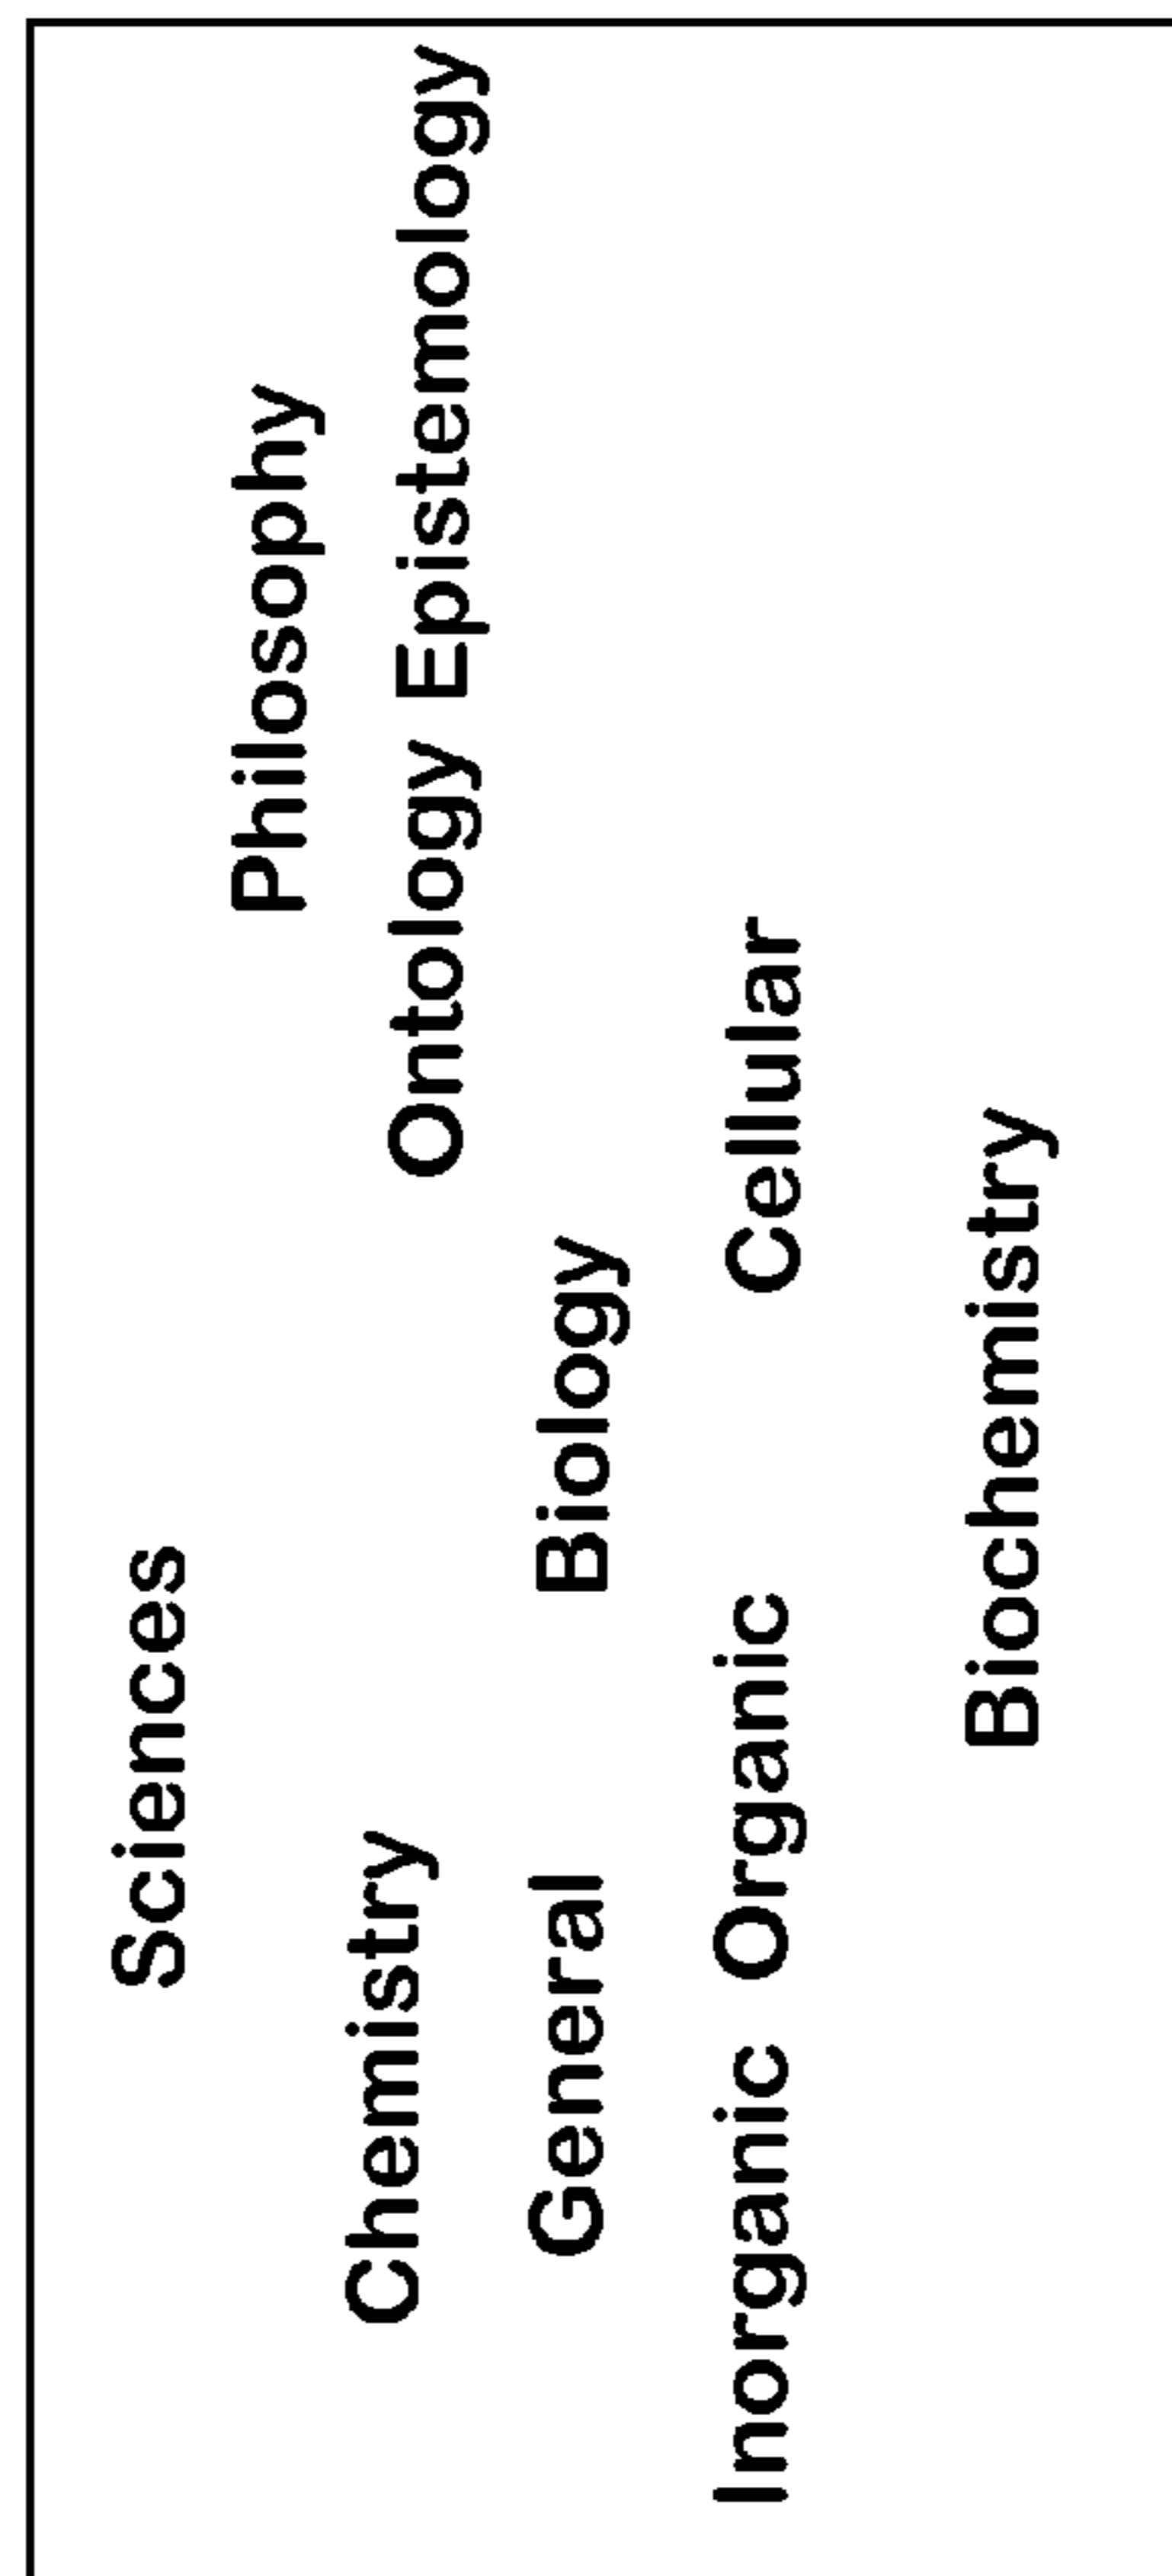 Sciences
Philosophy
Chemistry
Ontology Epistemology
General
Biology
Inorganic Organic
Cellular
Biochemistry